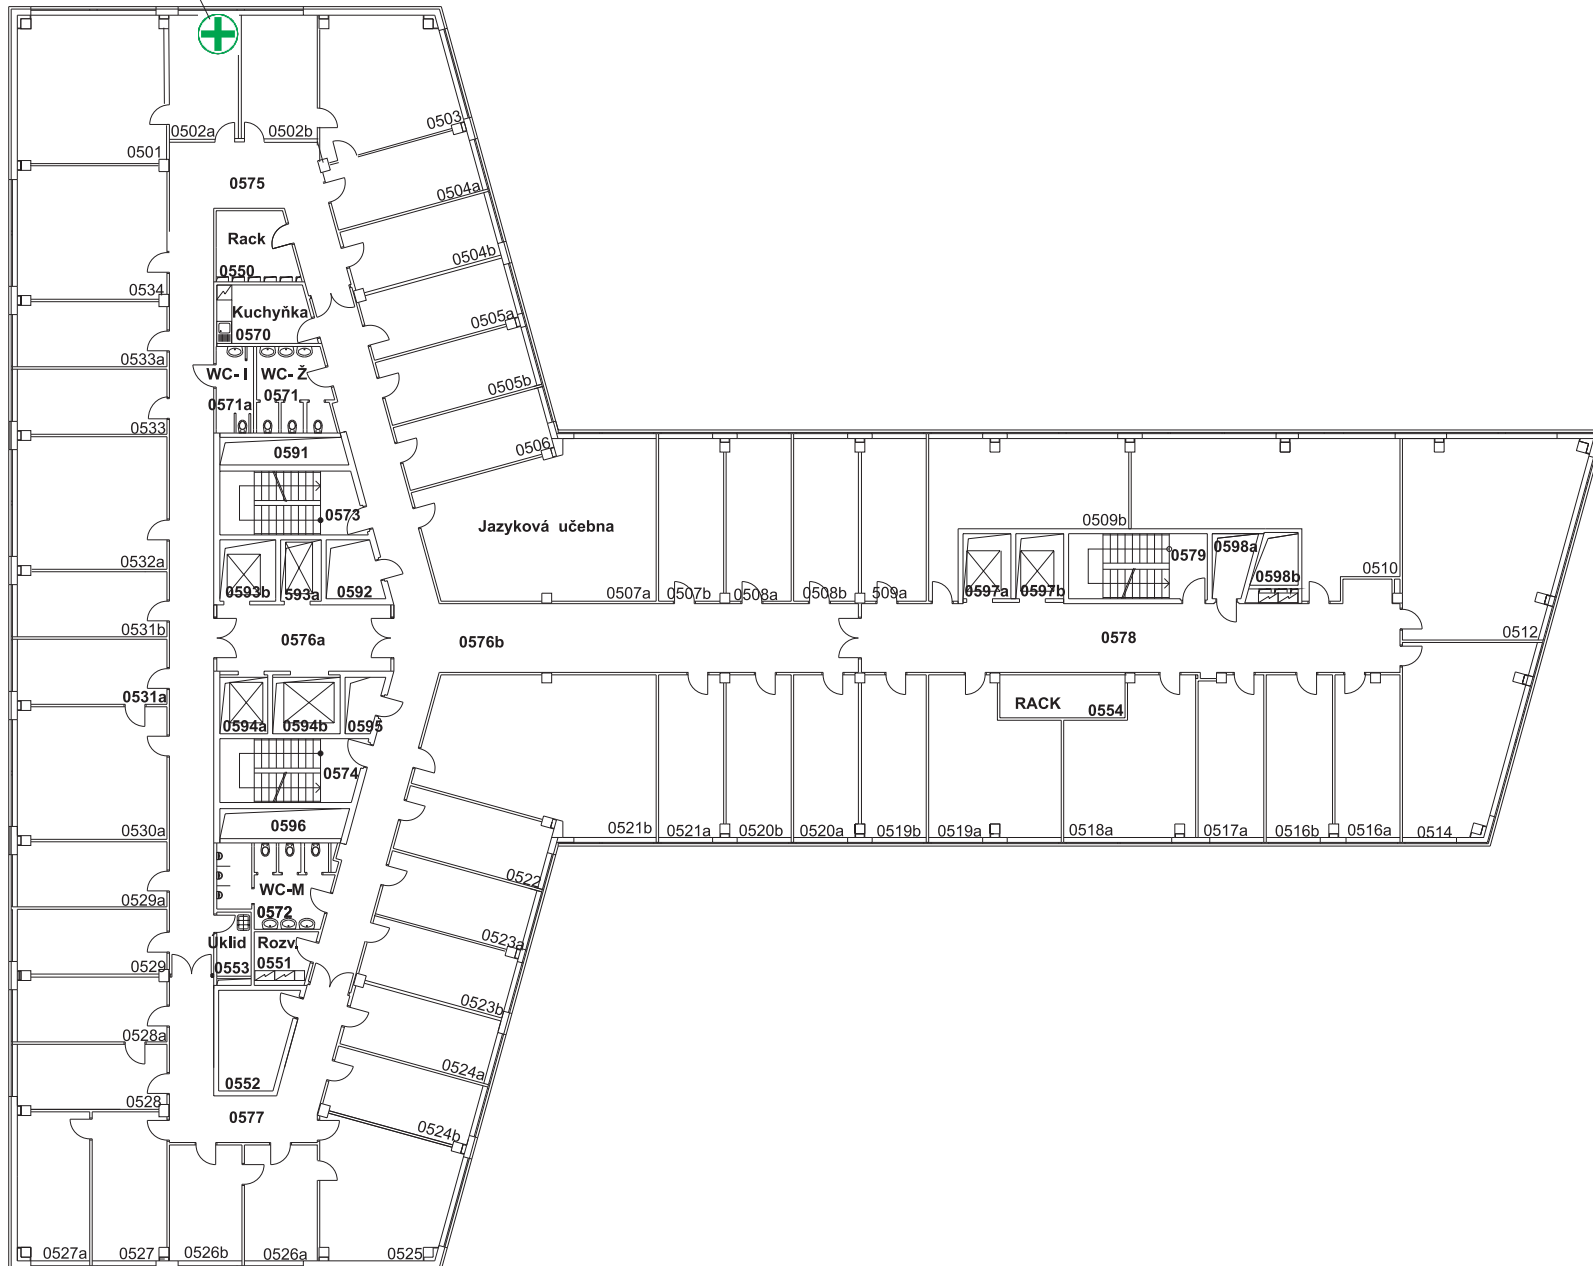 0503
0502a
0502b
0501
0575
0504a
Rack
0504b
0550
0534
Kuchyňka
0505a
0570
0533a
WC-I
WC-Ž
0505b
0571a
0571
0533
0506
0591
Jazyková učebna
0573
0509b
0579
0598a
0532a
0510
0598b
0593b
593a
0592
0507a
0507b
0508a
0508b
509a
0597a
0597b
0531b
0576a
0576b
0578
0512
0531a
RACK
0554
0594a
0594b
0595
0574
0530a
0596
0521b
0521a
0520b
0520a
0519b
0519a
0518a
0517a
0516b
0516a
0514
0522
WC-M
0529a
0572
0523a
Úklid
Rozv.
0529
0553
0551
0523b
0528a
0524a
0552
0528
0577
0524b
0527a
0527
0526b
0526a
0525